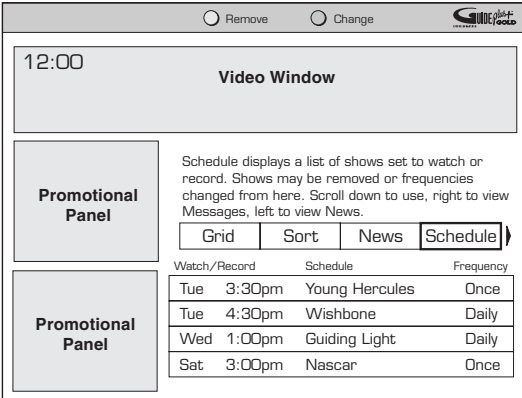 Remove Change GUIDE Plus+ GOLD
12:00
Video Window
Promotional
Panel
Schedule displays a list of shows set to watch or
record. Shows may be removed or frequencies
changed from here. Scroll down to use, right to view
Messages, left to view News.
Grid Sort News Schedule
Watch/Record Schedule Frequency
Tue 3:30pm Young Hercules Once
Tue 4:30pm Wishbone Daily
Wed 1:00pm Guiding Light Daily
Sat 3:00pm Nascar Once
Promotional
Panel